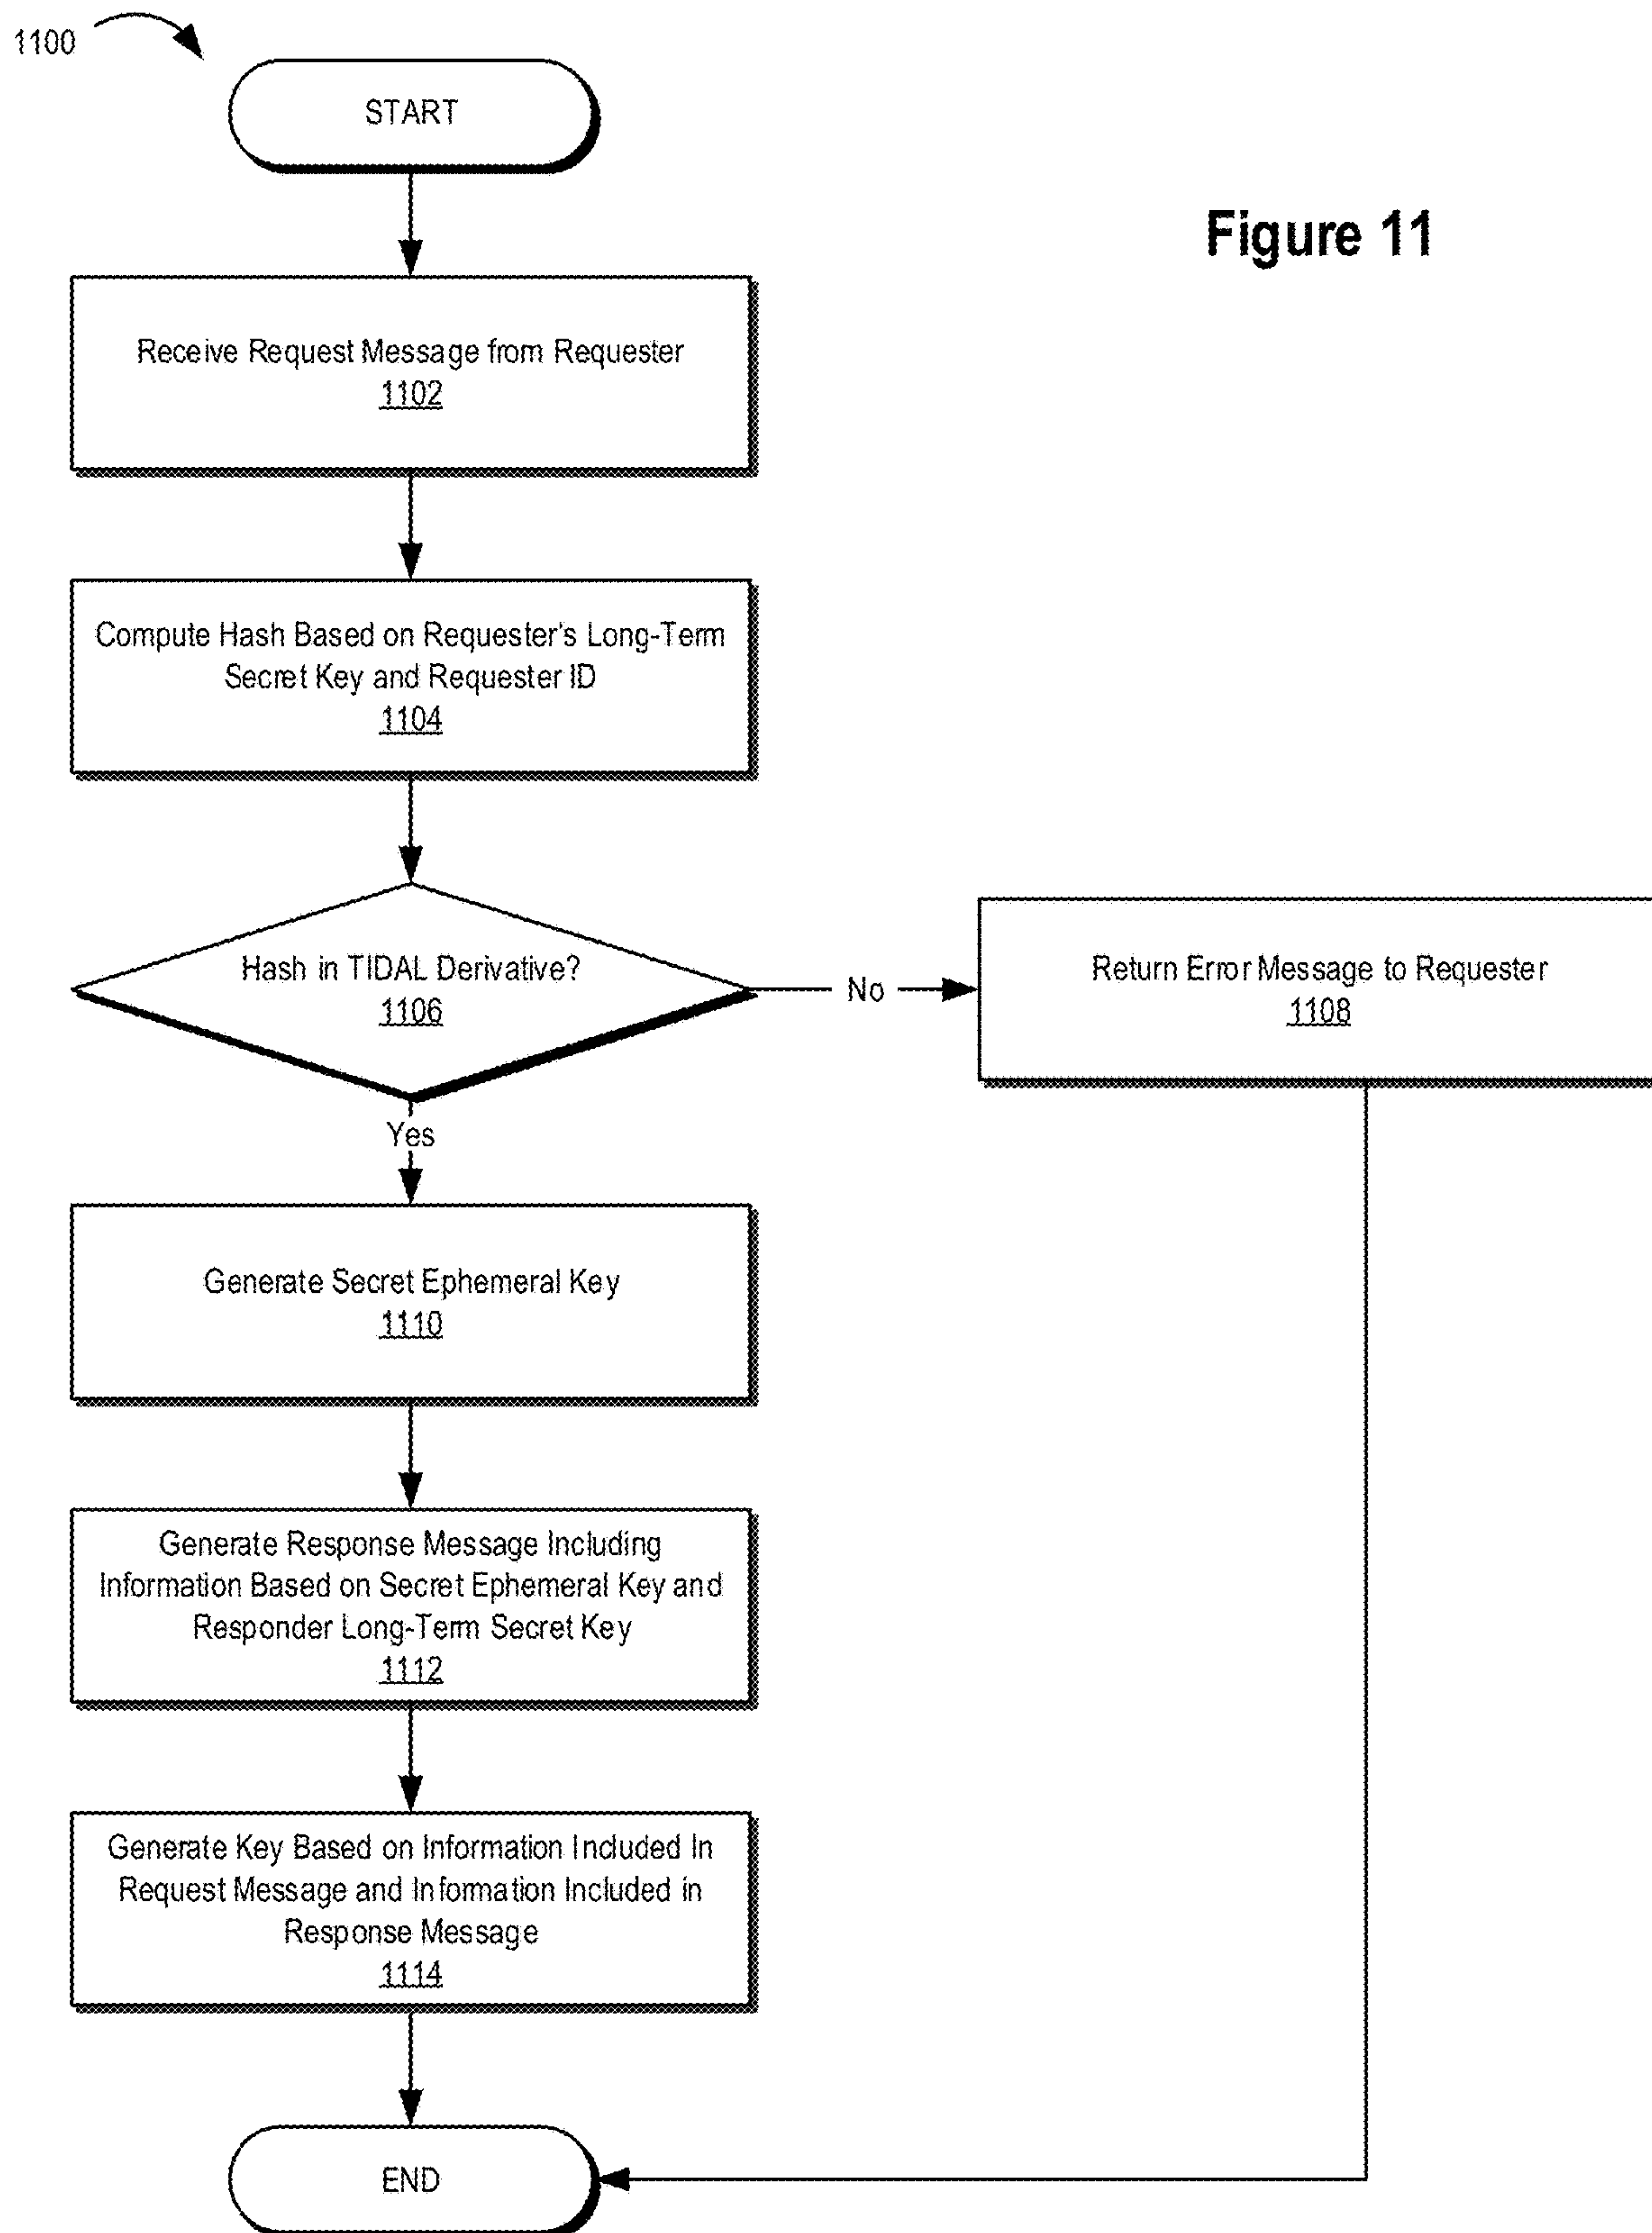 1100
START
Figure 11
Receive Request Message from Requester
1102
Compute Hash Based on Requester's Long-Term
Secret Key and Requester ID
1104
Hash in TIDAL Derivative?
1106
No
Return Error Message to Requester
1108
Yes
Generate Secret Ephemeral Key
1110
Generate Response Message Including
Information Based on Secret Ephemeral Key and
Responder Long-Term Secret Key
1112
Generate Key Based on Information Included In
Request Message and Information Included in
Response Message
1114
END